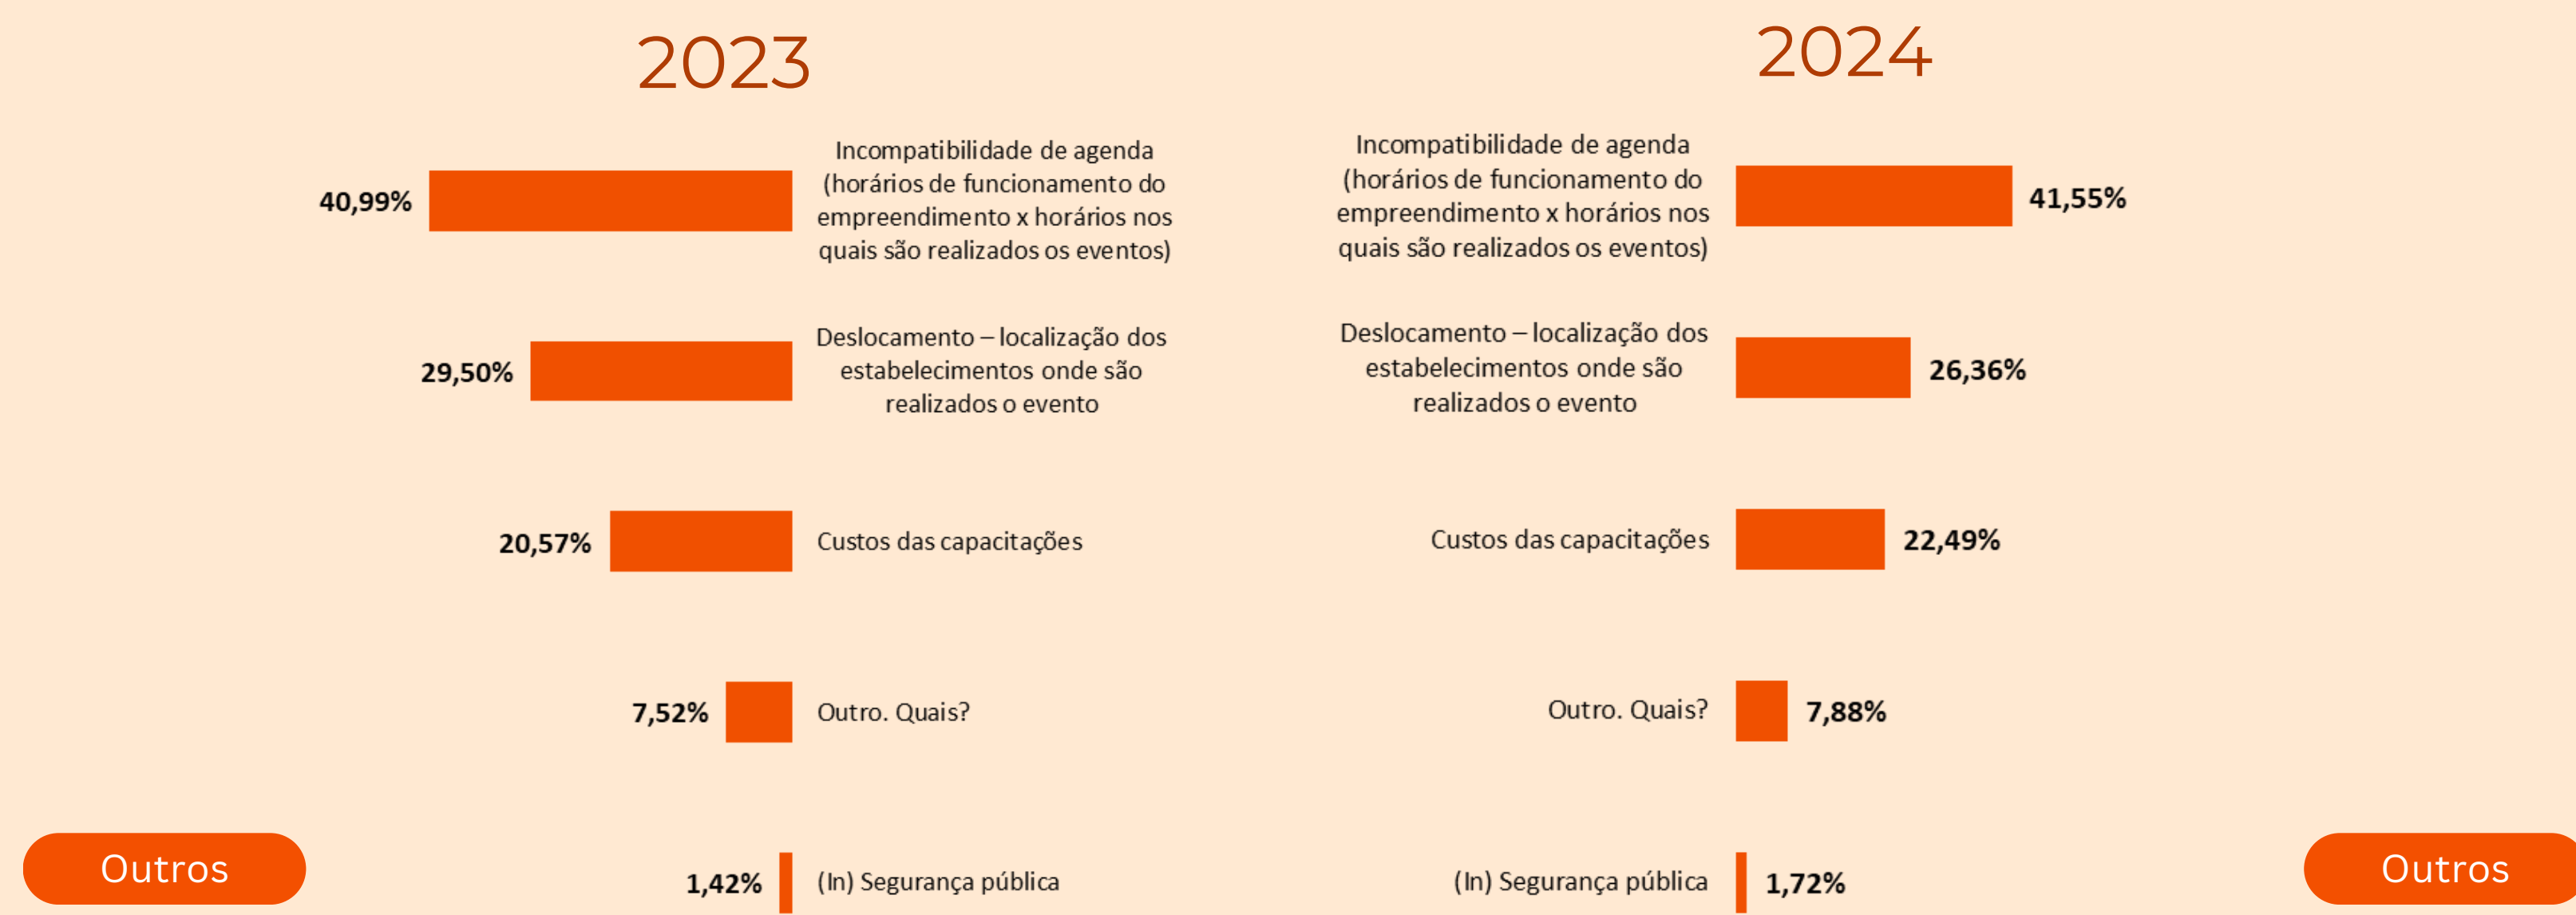 2023
40,99%
Incompatibilidade de agenda
(horários de funcionamento do
empreendimento x horários nos
quais são realizados os eventos)
29,50%
Deslocamento – localização dos
estabelecimentos onde são
realizados o evento
20,57%
Custos das capacitações
7,52%
Outro. Quais?
1,42%
(In) Segurança pública
Outros
2024
Incompatibilidade de agenda
(horários de funcionamento do
empreendimento x horários nos
quais são realizados os eventos)
41,55%
Deslocamento – localização dos
estabelecimentos onde são
realizados o evento
26,36%
Custos das capacitações
22,49%
Outro. Quais?
7,88%
(In) Segurança pública
1,72%
Outros